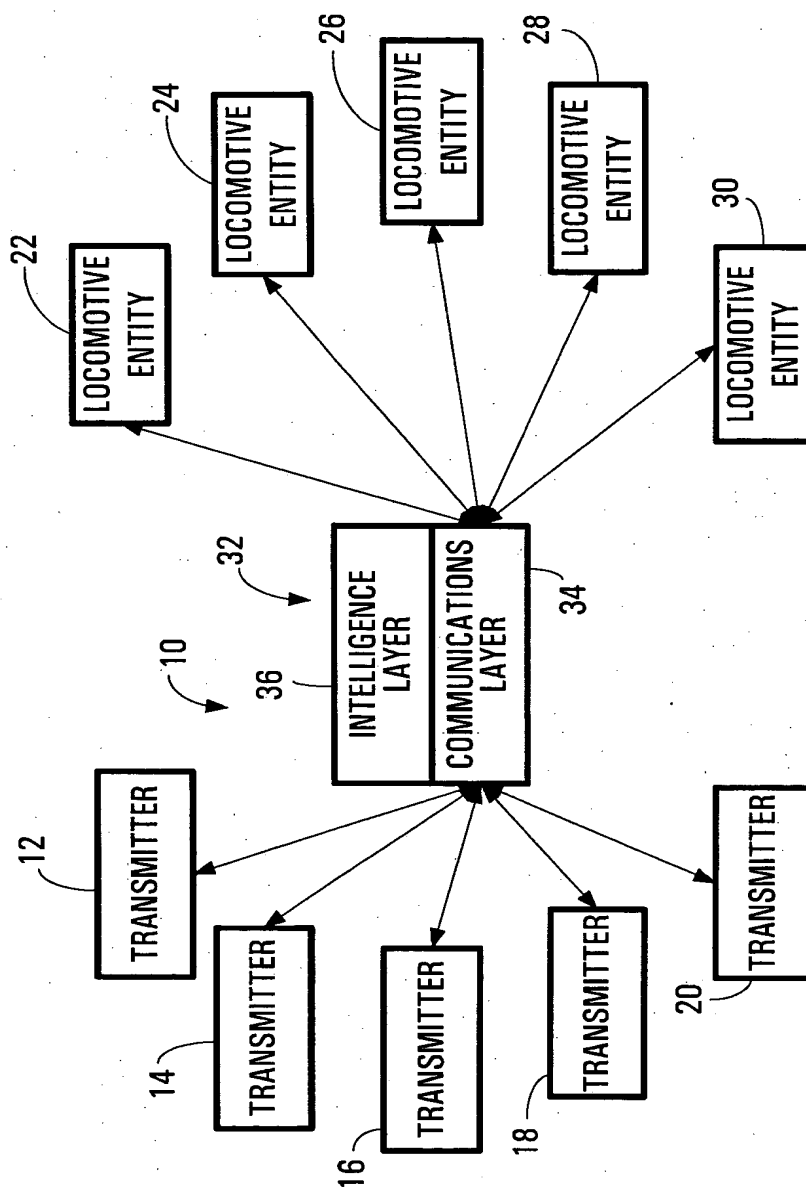 10
12
TRANSMITTER
14
TRANSMITTER
16
TRANSMITTER
18
TRANSMITTER
20
TRANSMITTER
32
36
INTELLIGENCE
LAYER
COMMUNICATIONS
LAYER
34
22
LOCOMOTIVE
ENTITY
24
LOCOMOTIVE
ENTITY
26
LOCOMOTIVE
ENTITY
28
LOCOMOTIVE
ENTITY
30
LOCOMOTIVE
ENTITY